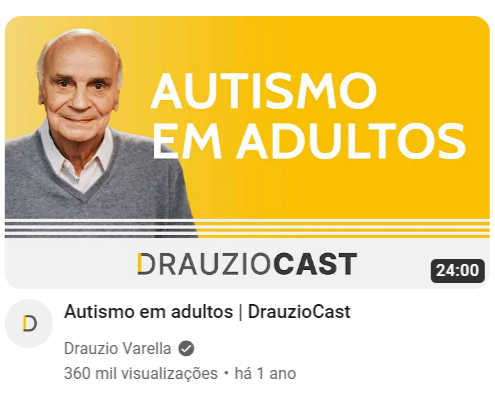 AUTISMO
EM ADULTOS
DRAUZIOCAST
24:00
D
Autismo em adultos | DrauzioCast
Drauzio Varella
360 mil visualizações • há 1 ano